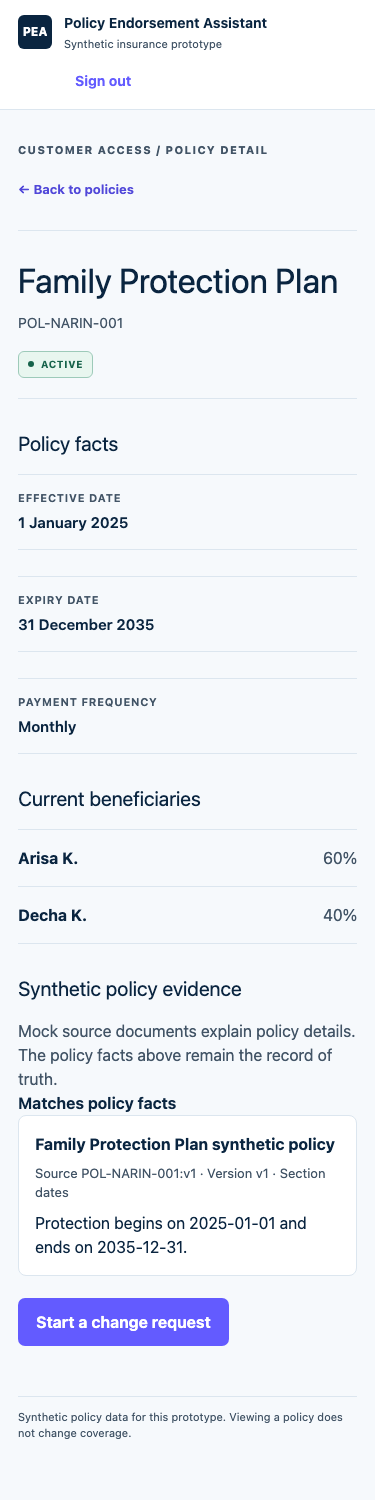 PEA
Policy Endorsement Assistant
Synthetic insurance prototype
Sign out
CUSTOMER ACCESS / POLICY DETAIL
← Back to policies
Family Protection Plan
POL-NARIN-001
ACTIVE
Policy facts
EFFECTIVE DATE
1 January 2025
EXPIRY DATE
31 December 2035
PAYMENT FREQUENCY
Monthly
Current beneficiaries
Arisa K. 60%
Decha K. 40%
Synthetic policy evidence
Mock source documents explain policy details.
The policy facts above remain the record of
truth.
Matches policy facts
Family Protection Plan synthetic policy
Source POL-NARIN-001:v1 · Version v1 · Section
dates
Protection begins on 2025-01-01 and
ends on 2035-12-31.
Start a change request
Synthetic policy data for this prototype. Viewing a policy does
not change coverage.